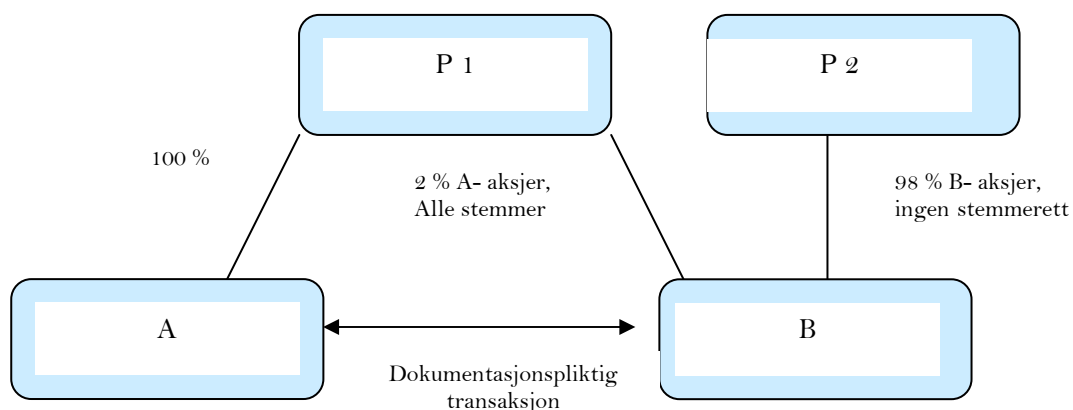 P 1
P 2
100 %
2 % A- aksjer,
Alle stemmer
98 % B- aksjer,
ingen stemmerett
A
B
Dokumentasjonspliktig
transaksjon